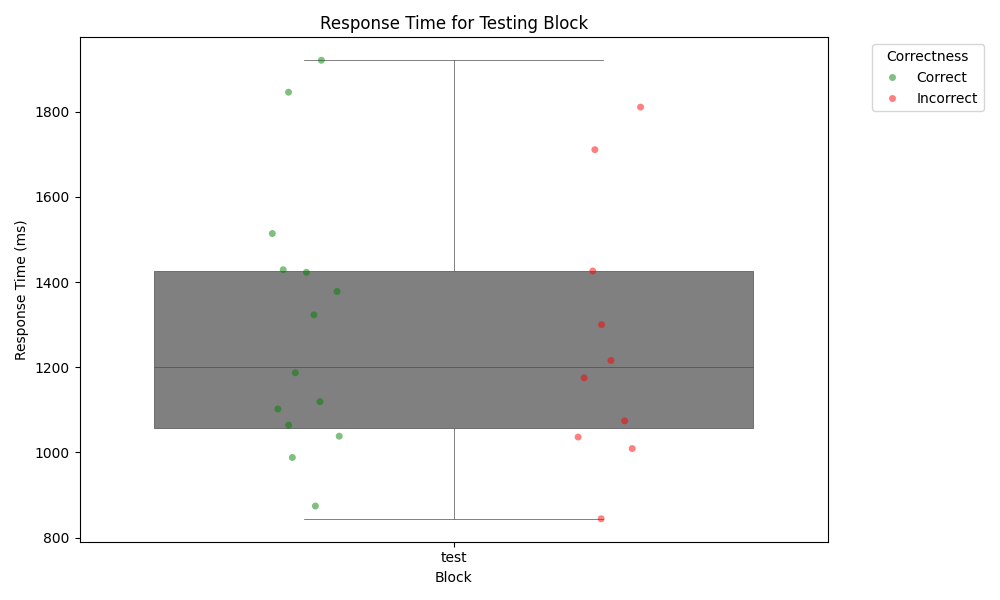 Response Time for Testing Block
Correctness
Correct
Incorrect
Response Time (ms)
1800
1600
1400
1200
1000
800
test
Block